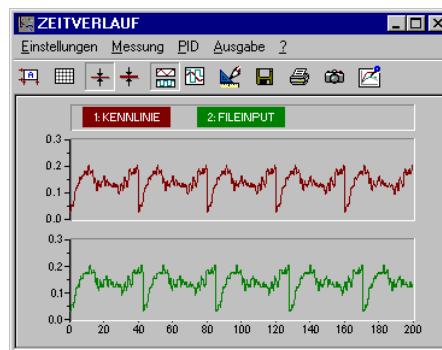 ZEITVERLAUF
Einstellungen Messung PID Ausgabe ?
A
1: KENNLINIE 2: FILEINPUT
0.3
0.2
0.1
0.0
0.3
0.2
0.1
0.0
0 20 40 60 80 100 120 140 160 180 200